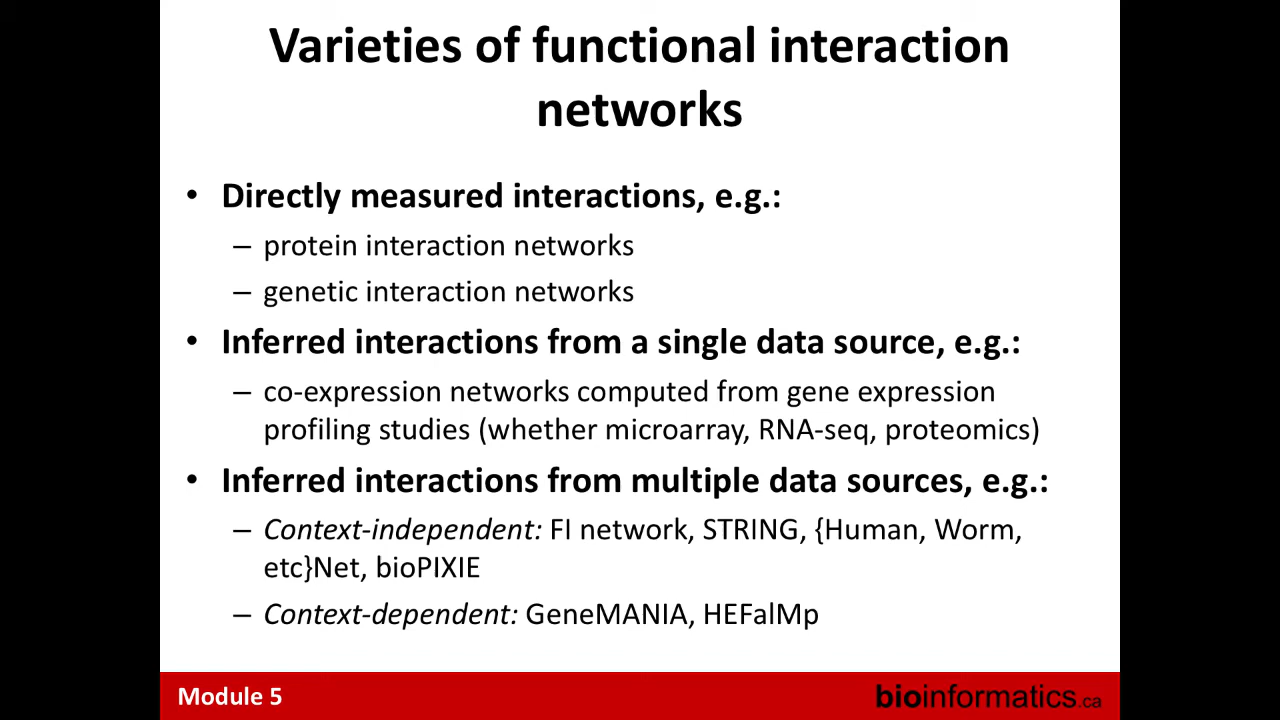 Varieties of functional interaction
networks
• Directly measured interactions, e.g.:
– protein interaction networks
– genetic interaction networks
• Inferred interactions from a single data source, e.g.:
– co-expression networks computed from gene expression
profiling studies (whether microarray, RNA-seq, proteomics)
• Inferred interactions from multiple data sources, e.g.:
– Context-independent: FI network, STRING, {Human, Worm,
etc}Net, bioPIXIE
– Context-dependent: GeneMANIA, HEFalMp
Module 5
bioinformatics.ca